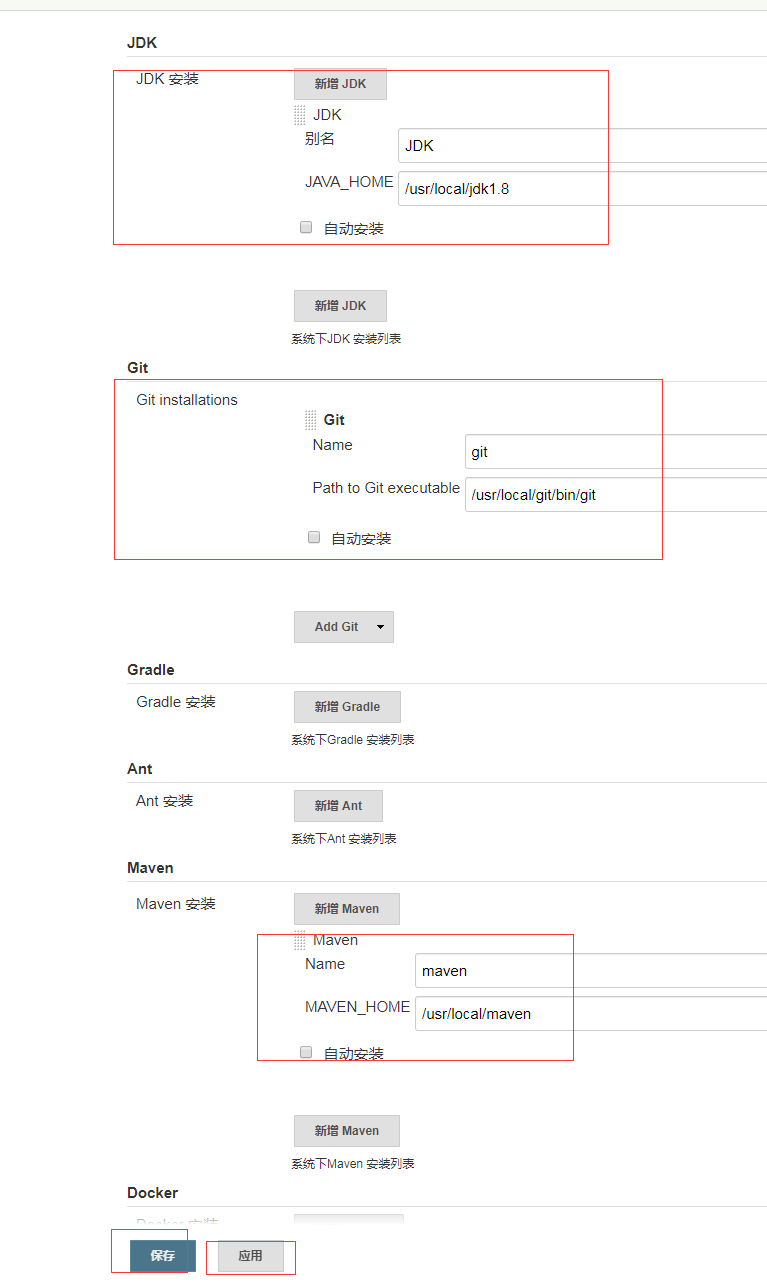 JDK
JDK 安装
新增 JDK
JDK
别名
JDK
JAVA_HOME
/usr/local/jdk1.8
自动安装
新增 JDK
系统下JDK 安装列表
Git
Git installations
Git
Name
git
Path to Git executable
/usr/local/git/bin/git
自动安装
Add Git
Gradle
Gradle 安装
新增 Gradle
系统下Gradle 安装列表
Ant
Ant 安装
新增 Ant
系统下Ant 安装列表
Maven
Maven 安装
新增 Maven
Maven
Name
maven
MAVEN_HOME
/usr/local/maven
自动安装
新增 Maven
系统下Maven 安装列表
Docker
Docker 安装
保存
应用